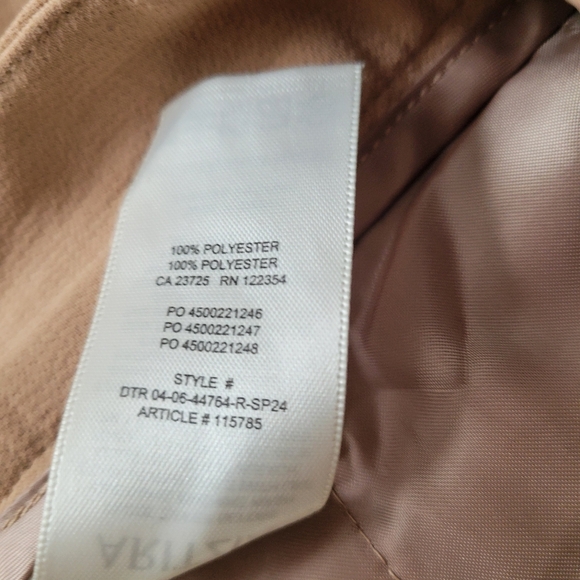 100% POLYESTER
100% POLYESTER
CA 23725 RN 122354
PO 4500221246
PO 4500221247
PO 4500221248
STYLE #
DTR 04-06-44764-R-SP24
ARTICLE # 115785